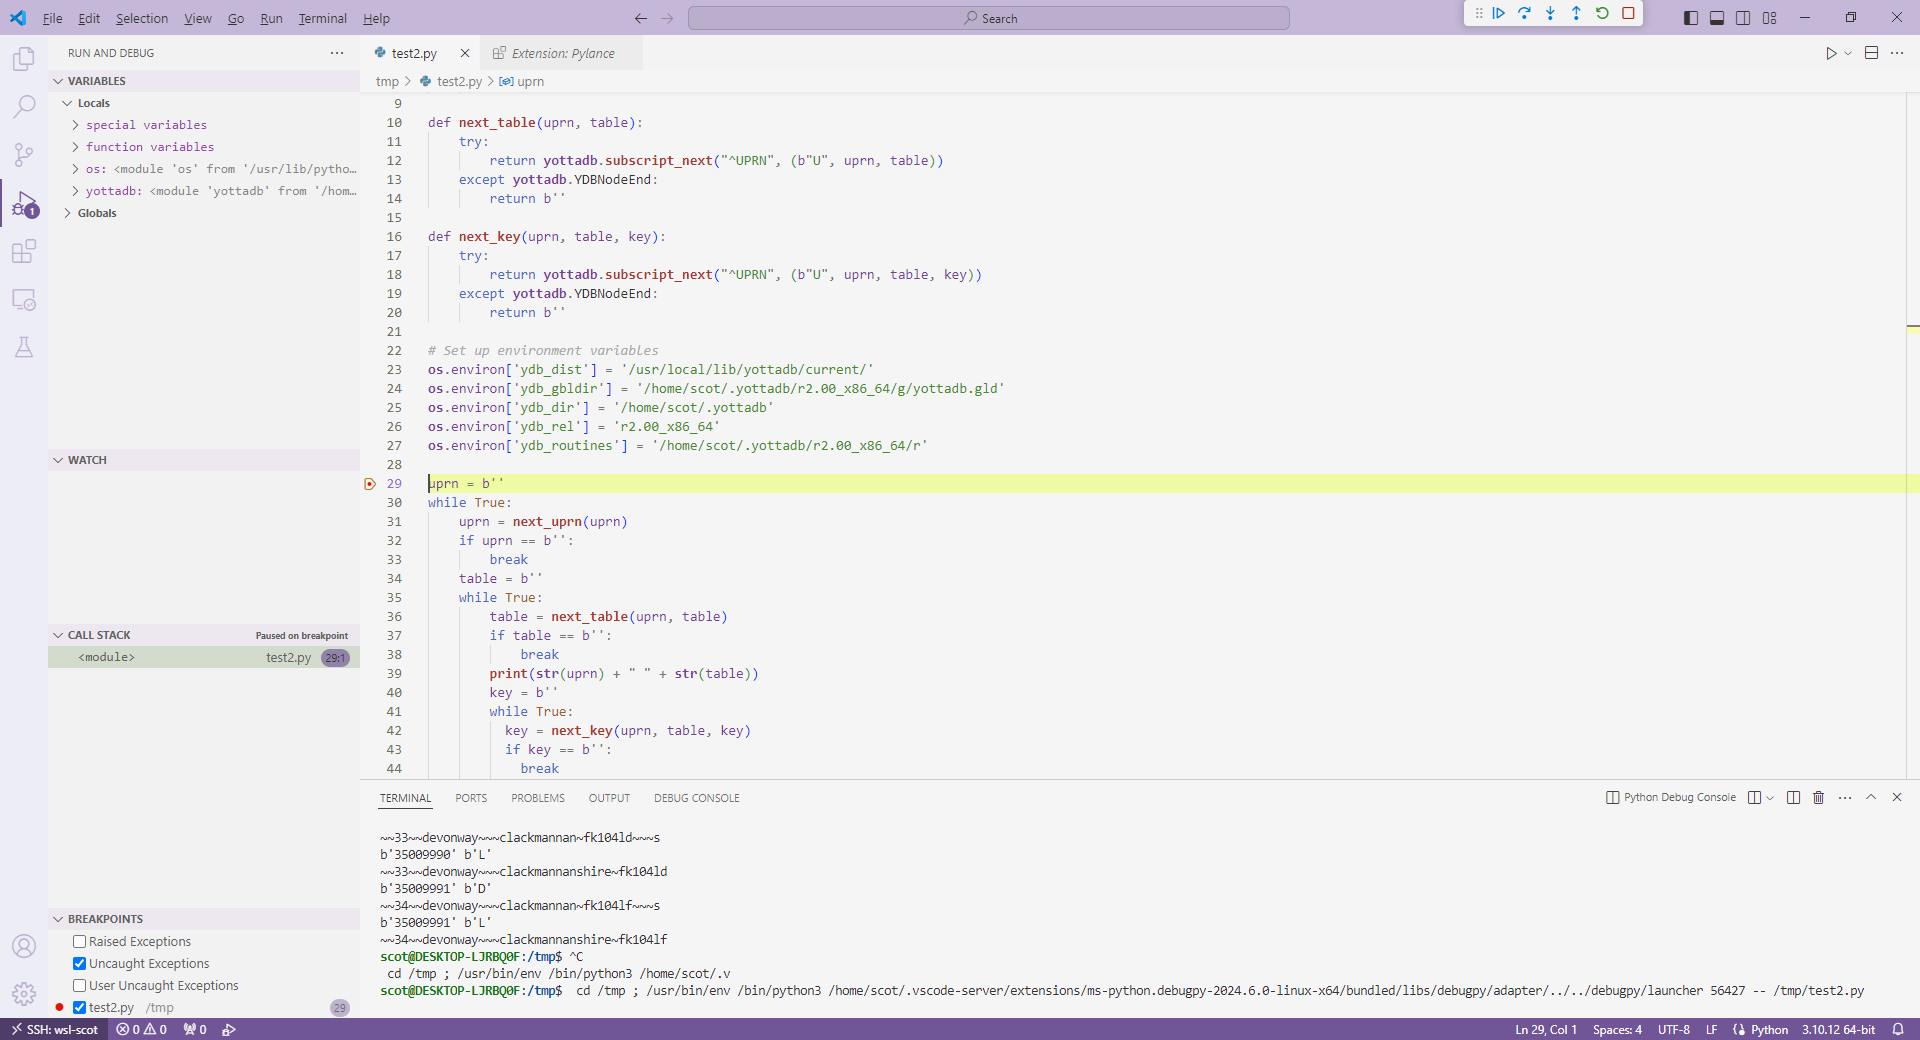 File Edit Selection View Go Run Terminal Help
Search
RUN AND DEBUG
VARIABLES
Locals
special variables
function variables
os: <module 'os' from '/usr/lib/pytho…
yottadb: <module 'yottadb' from '/hom…
Globals
WATCH
CALL STACK Paused on breakpoint
<module> test2.py 29:1
BREAKPOINTS
Raised Exceptions
Uncaught Exceptions
User Uncaught Exceptions
test2.py /tmp 29
1
test2.py Extension: Pylance
tmp > test2.py > uprn
9
10 def next_table(uprn, table):
11 try:
12 return yottadb.subscript_next("^UPRN", (b"U", uprn, table))
13 except yottadb.YDBNodeEnd:
14 return b''
15
16 def next_key(uprn, table, key):
17 try:
18 return yottadb.subscript_next("^UPRN", (b"U", uprn, table, key))
19 except yottadb.YDBNodeEnd:
20 return b''
21
22 # Set up environment variables
23 os.environ['ydb_dist'] = '/usr/local/lib/yottadb/current/'
24 os.environ['ydb_gbldir'] = '/home/scot/.yottadb/r2.00_x86_64/g/yottadb.gld'
25 os.environ['ydb_dir'] = '/home/scot/.yottadb'
26 os.environ['ydb_rel'] = 'r2.00_x86_64'
27 os.environ['ydb_routines'] = '/home/scot/.yottadb/r2.00_x86_64/r'
28
29 uprn = b''
30 while True:
31 uprn = next_uprn(uprn)
32 if uprn == b'':
33 break
34 table = b''
35 while True:
36 table = next_table(uprn, table)
37 if table == b'':
38 break
39 print(str(uprn) + " " + str(table))
40 key = b''
41 while True:
42 key = next_key(uprn, table, key)
43 if key == b'':
44 break
TERMINAL PORTS PROBLEMS OUTPUT DEBUG CONSOLE Python Debug Console
~~33~~devonway~~~clackmannan~fk104ld~~~s
b'35009990' b'L'
~~33~~devonway~~~clackmannanshire~fk104ld
b'35009991' b'D'
~~34~~devonway~~~clackmannan~fk104lf~~~s
b'35009991' b'L'
~~34~~devonway~~~clackmannanshire~fk104lf
scot@DESKTOP-LJRBQ0F:/tmp$ ^C
cd /tmp ; /usr/bin/env /bin/python3 /home/scot/.v
scot@DESKTOP-LJRBQ0F:/tmp$ cd /tmp ; /usr/bin/env /bin/python3 /home/scot/.vscode-server/extensions/ms-python.debugpy-2024.6.0-linux-x64/bundled/libs/debugpy/adapter/../../debugpy/launcher 56427 -- /tmp/test2.py
SSH: wsl-scot 0 0 0 Ln 29, Col 1 Spaces: 4 UTF-8 LF Python 3.10.12 64-bit